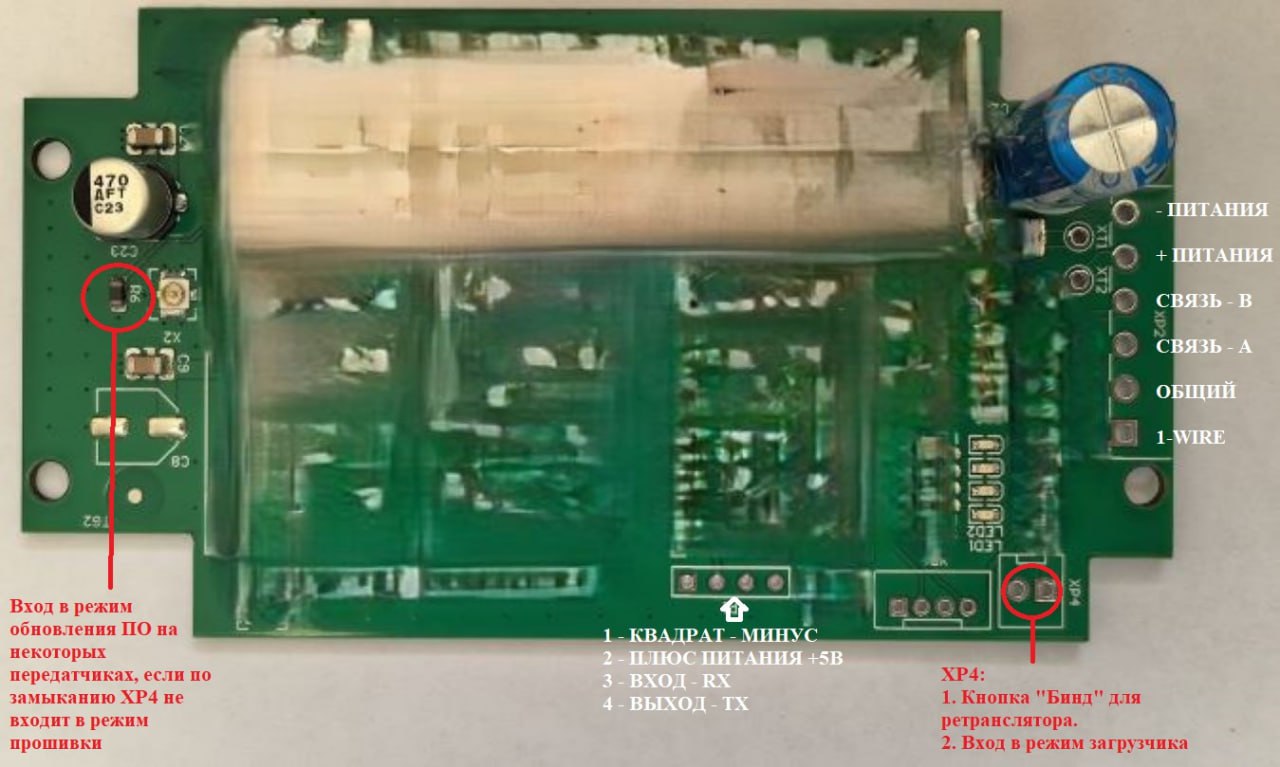 470
AFT
C23
C23
R6
X2
C9
C8
XT1
XT2
XP2
- ПИТАНИЯ
+ ПИТАНИЯ
СВЯЗЬ - B
СВЯЗЬ - A
ОБЩИЙ
1-WIRE
LED2
LED1
XP4
Вход в режим
обновления ПО на
некоторых
передатчиках, если по
замыканию XP4 не
входит в режим
прошивки
1 - КВАДРАТ - МИНУС
2 - ПЛЮС ПИТАНИЯ +5В
3 - ВХОД - RX
4 - ВЫХОД - TX
XP4:
1. Кнопка "Бинд" для
ретранслятора.
2. Вход в режим загрузчика